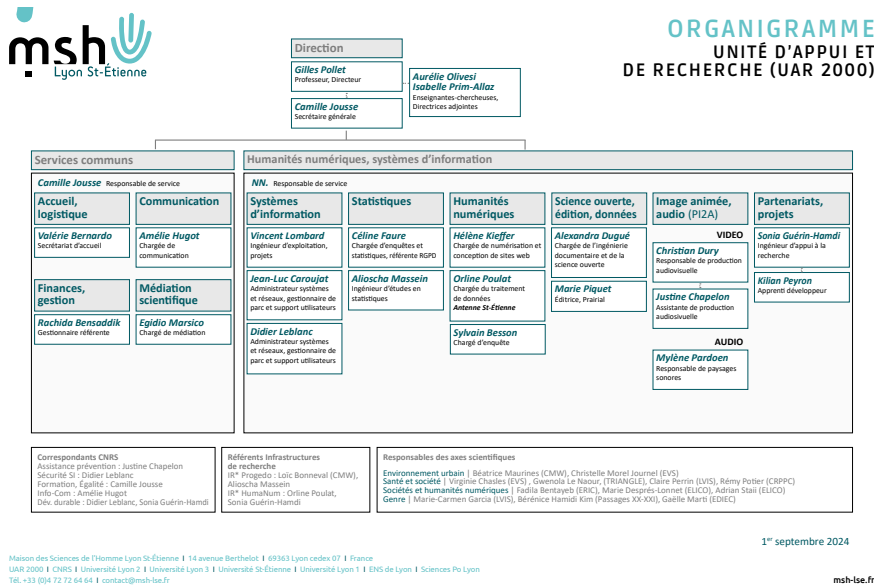 msh
Lyon St-Étienne
ORGANIGRAMME
UNITÉ D'APPUI ET
DE RECHERCHE (UAR 2000)
Direction
Gilles Pollet
Professeur, Directeur
Aurélie Olivesi
Isabelle Prim-Allaz
Enseignantes-chercheuses,
Directrices adjointes
Camille Jousse
Secrétaire générale
Services communs
Camille Jousse Responsable de service
Accueil,
logistique
Valérie Bernardo
Secrétariat d'accueil
Communication
Amélie Hugot
Chargée de
communication
Finances,
gestion
Rachida Bensaddik
Gestionnaire référente
Médiation
scientifique
Egidio Marsico
Chargé de médiation
Humanités numériques, systèmes d'information
NN. Responsable de service
Systèmes
d'information
Vincent Lombard
Ingénieur d'exploitation,
projets
Jean-Luc Caroujat
Administrateur systèmes
et réseaux, gestionnaire de
parc et support utilisateurs
Didier Leblanc
Administrateur systèmes
et réseaux, gestionnaire de
parc et support utilisateurs
Statistiques
Céline Faure
Chargée d'enquêtes et
statistiques, référente RGPD
Alioscha Massein
Ingénieur d'études en
statistiques
Humanités
numériques
Hélène Kieffer
Chargée de numérisation et
conception de sites web
Orline Poulat
Chargée du traitement
de données
Antenne St-Étienne
Sylvain Besson
Chargé d'enquête
Science ouverte,
édition, données
Alexandra Dugué
Chargée de l'ingénierie
documentaire et de la
science ouverte
Marie Piquet
Éditrice, Prairial
Image animée,
audio (PI2A)
VIDEO
Christian Dury
Responsable de production
audiovisuelle
Justine Chapelon
Assistante de production
audiovisuelle
AUDIO
Mylène Pardoen
Responsable de paysages
sonores
Partenariats,
projets
Sonia Guérin-Hamdi
Ingénieur d'appui à la
recherche
Kilian Peyron
Apprenti développeur
Correspondants CNRS
Assistance prévention : Justine Chapelon
Sécurité SI : Didier Leblanc
Formation, Égalité : Camille Jousse
Info-Com : Amélie Hugot
Dév. durable : Didier Leblanc, Sonia Guérin-Hamdi
Référents Infrastructures
de recherche
IR* Progedo : Loïc Bonneval (CMW),
Alioscha Massein
IR* HumaNum : Orline Poulat,
Sonia Guérin-Hamdi
Responsables des axes scientifiques
Environnement urbain | Béatrice Maurines (CMW), Christelle Morel Journel (EVS)
Santé et société | Virginie Chasles (EVS) , Gwenola Le Naour, (TRIANGLE), Claire Perrin (LVIS), Rémy Potier (CRPPC)
Sociétés et humanités numériques | Fadila Bentayeb (ERIC), Marie Després-Lonnet (ELICO), Adrian Staii (ELICO)
Genre | Marie-Carmen Garcia (LVIS), Bérénice Hamidi Kim (Passages XX-XXI), Gaëlle Marti (EDIEC)
1er septembre 2024
Maison des Sciences de l'Homme Lyon St-Étienne I 14 avenue Berthelot I 69363 Lyon cedex 07 I France
UAR 2000 I CNRS I Université Lyon 2 I Université Lyon 3 I Université St-Étienne I Université Lyon 1 I ENS de Lyon I Sciences Po Lyon
Tél. +33 (0)4 72 72 64 64 I contact@msh-lse.fr
msh-lse.fr